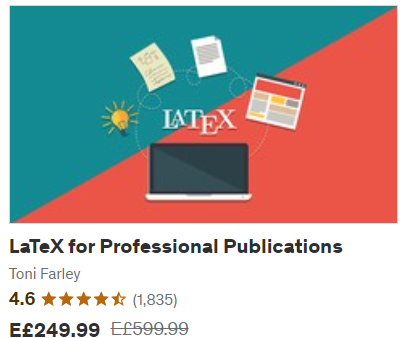 LATEX
LaTeX for Professional Publications
Toni Farley
4.6 (1,835)
E£249.99 E£599.99